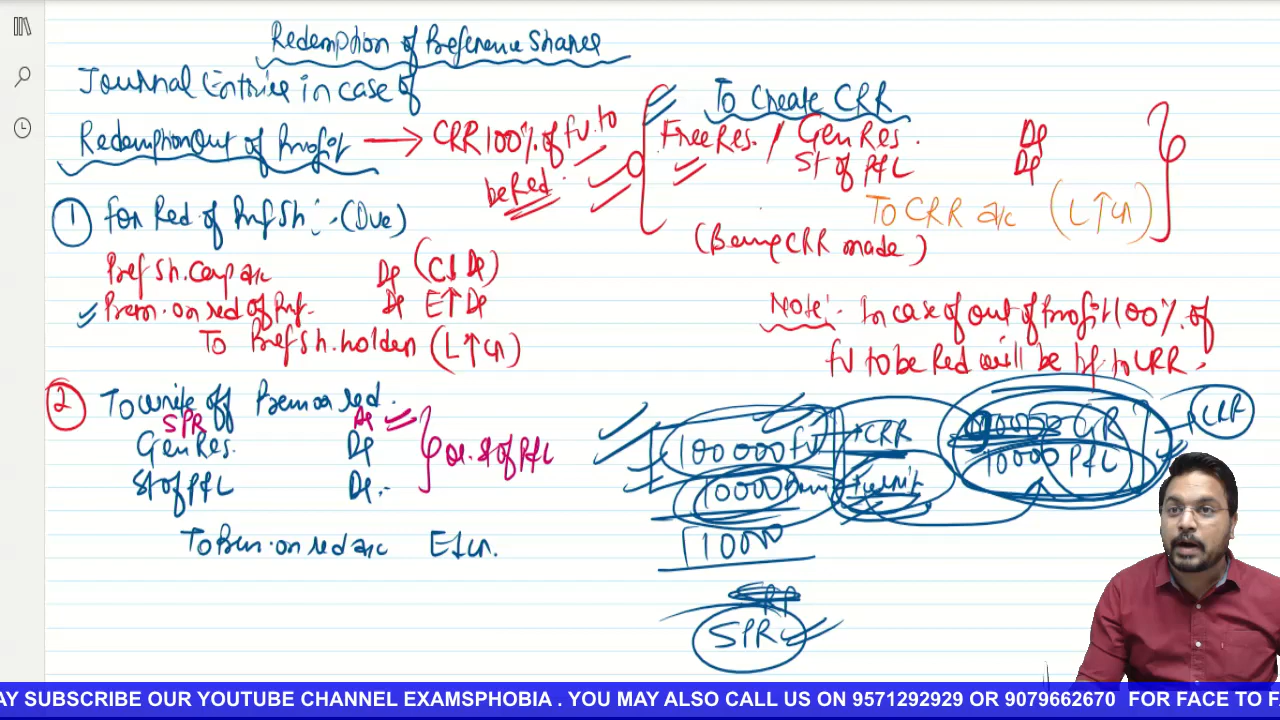 Redemption of Preference Shares
Journal Entries in case of
Redemption Out of Profit → CRR 100% of FV to
be Red.
① for Red of Pref Sh :- (Due)
Pref Sh. Cap a/c Dr (C↓ Dr)
Prem. on red of Pref. Dr E↑ Dr
To Pref Sh. holders (L↑ Cr)
② To write off Prem on red.
SPR Dr
Gen Res. Dr
St of P&L Dr.
or. St of P&L
To Prem. on red a/c E↓ Cr.
To Create CRR
Free Res. / Gen Res. Dr
St of P&L Dr
To CRR a/c (L↑ Cr)
(Being CRR made)
Note:- In case of out of Profit 100% of
FV to be Red will be tf to CRR.
100000 FV → CRR
10000 Prem
GR
10000 P&L
CRR
SPR
AY SUBSCRIBE OUR YOUTUBE CHANNEL EXAMSPHOBIA . YOU MAY ALSO CALL US ON 9571292929 OR 9079662670 FOR FACE TO F